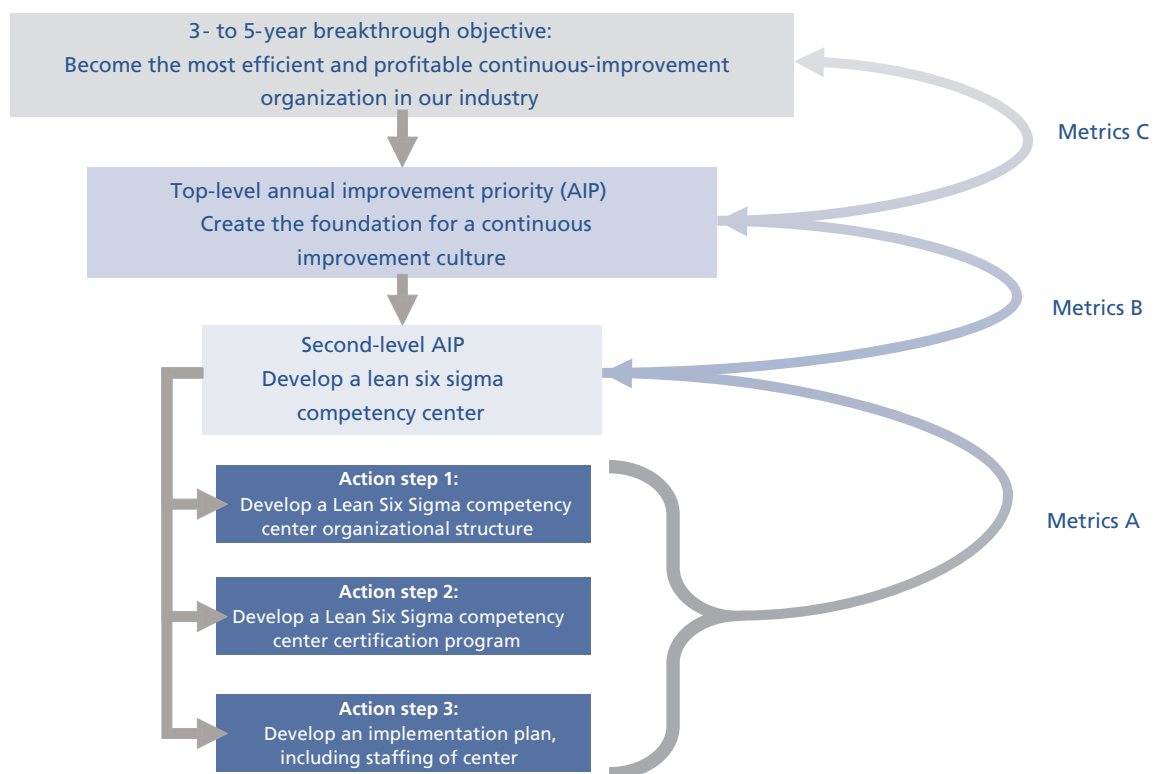 3- to 5-year breakthrough objective:
Become the most efficient and profitable continuous-improvement
organization in our industry
Metrics C
Top-level annual improvement priority (AIP)
Create the foundation for a continuous
improvement culture
Metrics B
Second-level AIP
Develop a lean six sigma
competency center
Action step 1:
Develop a Lean Six Sigma competency
center organizational structure
Metrics A
Action step 2:
Develop a Lean Six Sigma competency
center certification program
Action step 3:
Develop an implementation plan,
including staffing of center